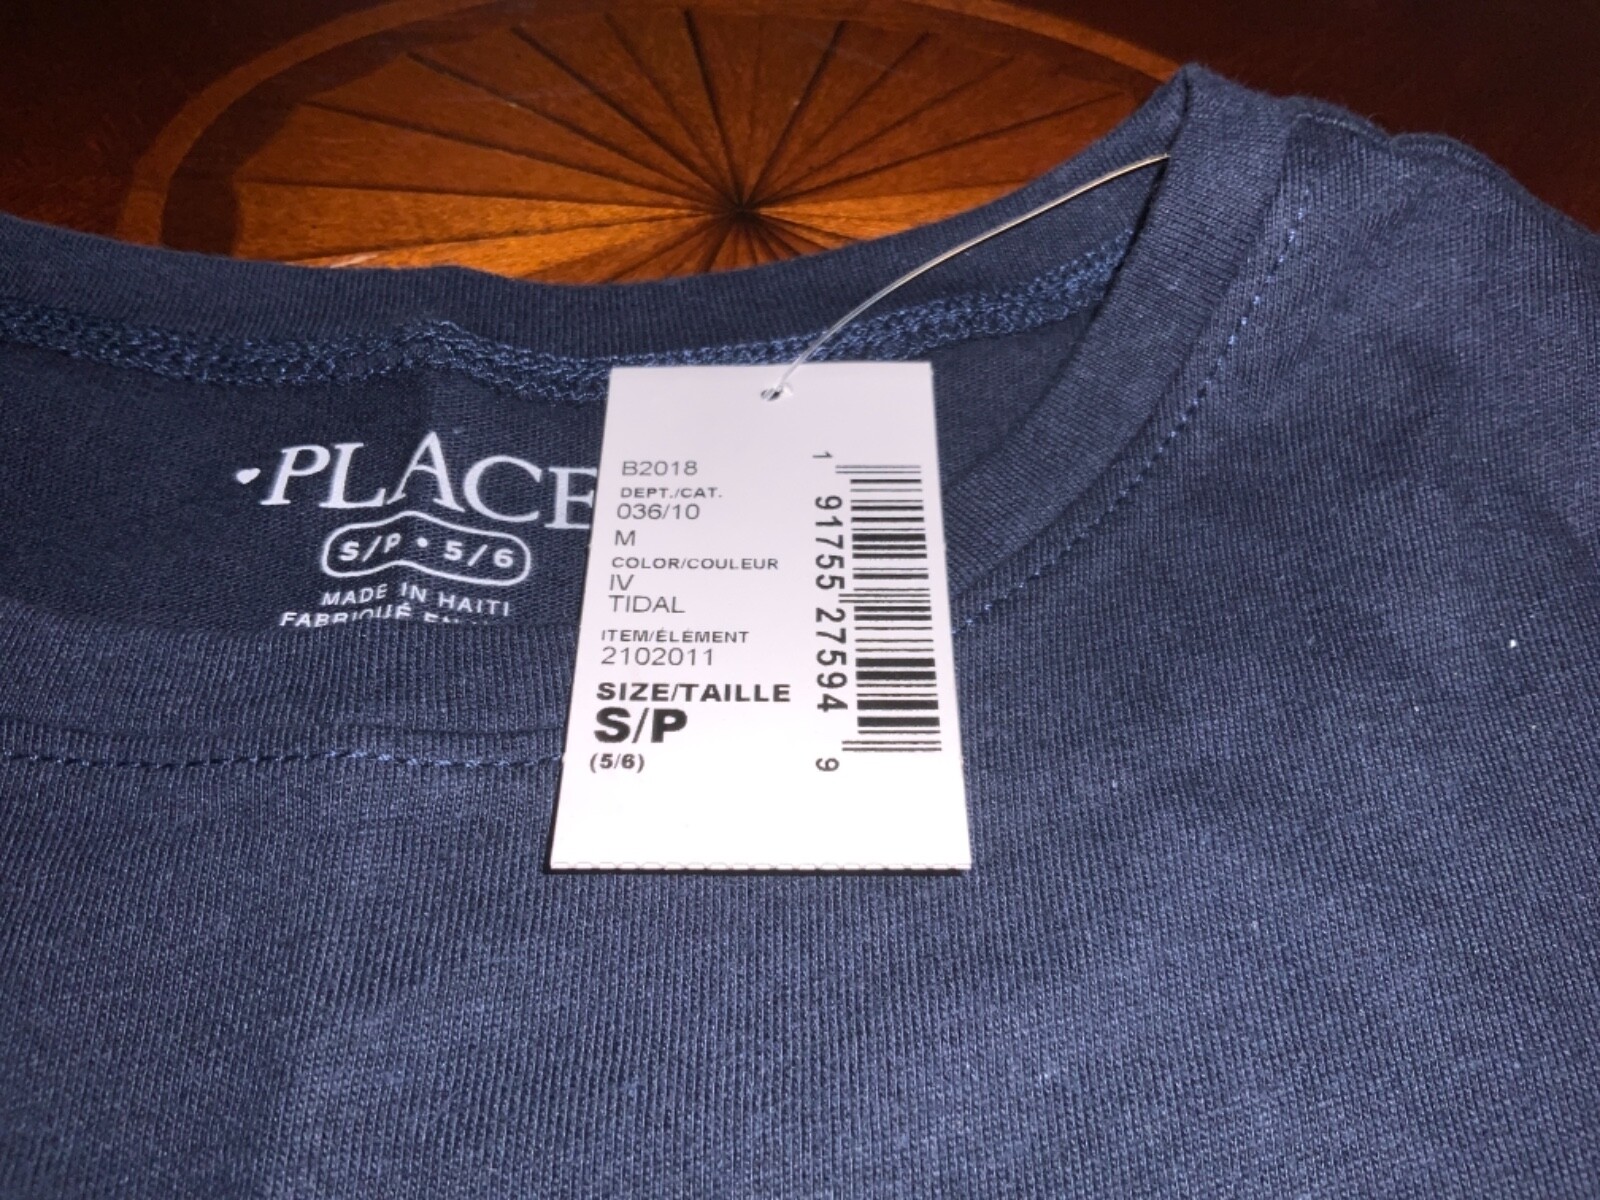 PLACE
S/P • 5/6
MADE IN HAITI
FABRIQUÉ
B2018
DEPT./CAT.
036/10
M
COLOR/COULEUR
IV
TIDAL
ITEM/ÉLÉMENT
2102011
SIZE/TAILLE
S/P
(5/6)
1 91755 27594 9